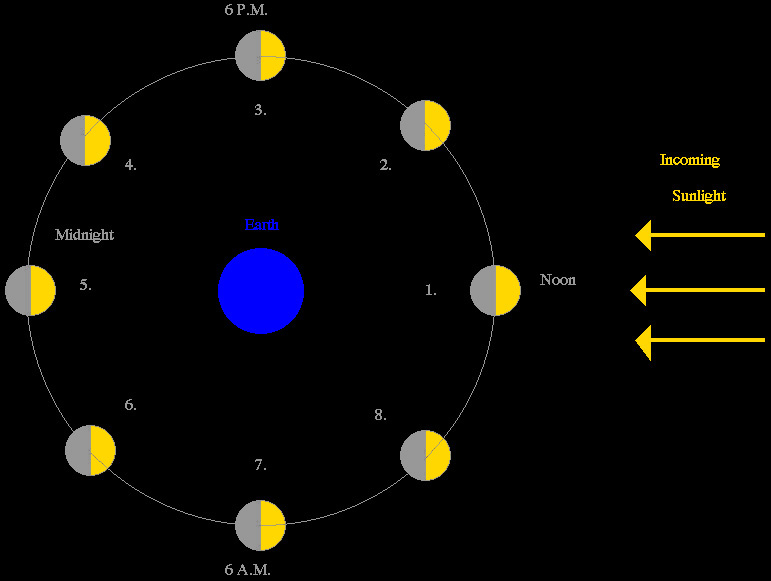 6 P.M.
3.
2.
4.
Incoming
Sunlight
Earth
Midnight
5.
1.
Noon
6.
8.
7.
6 A.M.